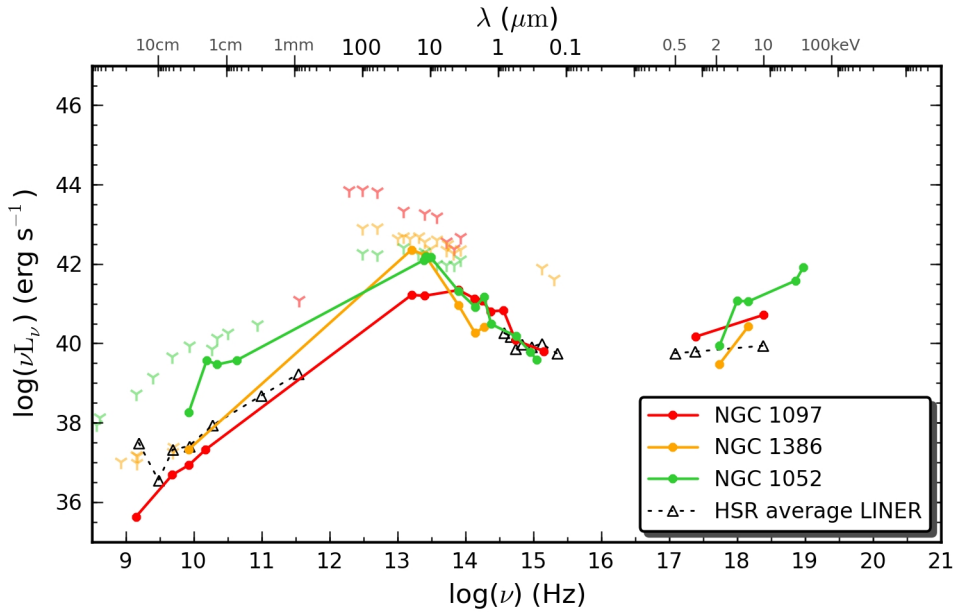 λ (μm)
10cm 1cm 1mm 100 10 1 0.1 0.5 2 10 100keV
46
44
42
40
38
36
log(νLν) (erg s−1)
NGC 1097
NGC 1386
NGC 1052
HSR average LINER
9 10 11 12 13 14 15 16 17 18 19 20 21
log(ν) (Hz)